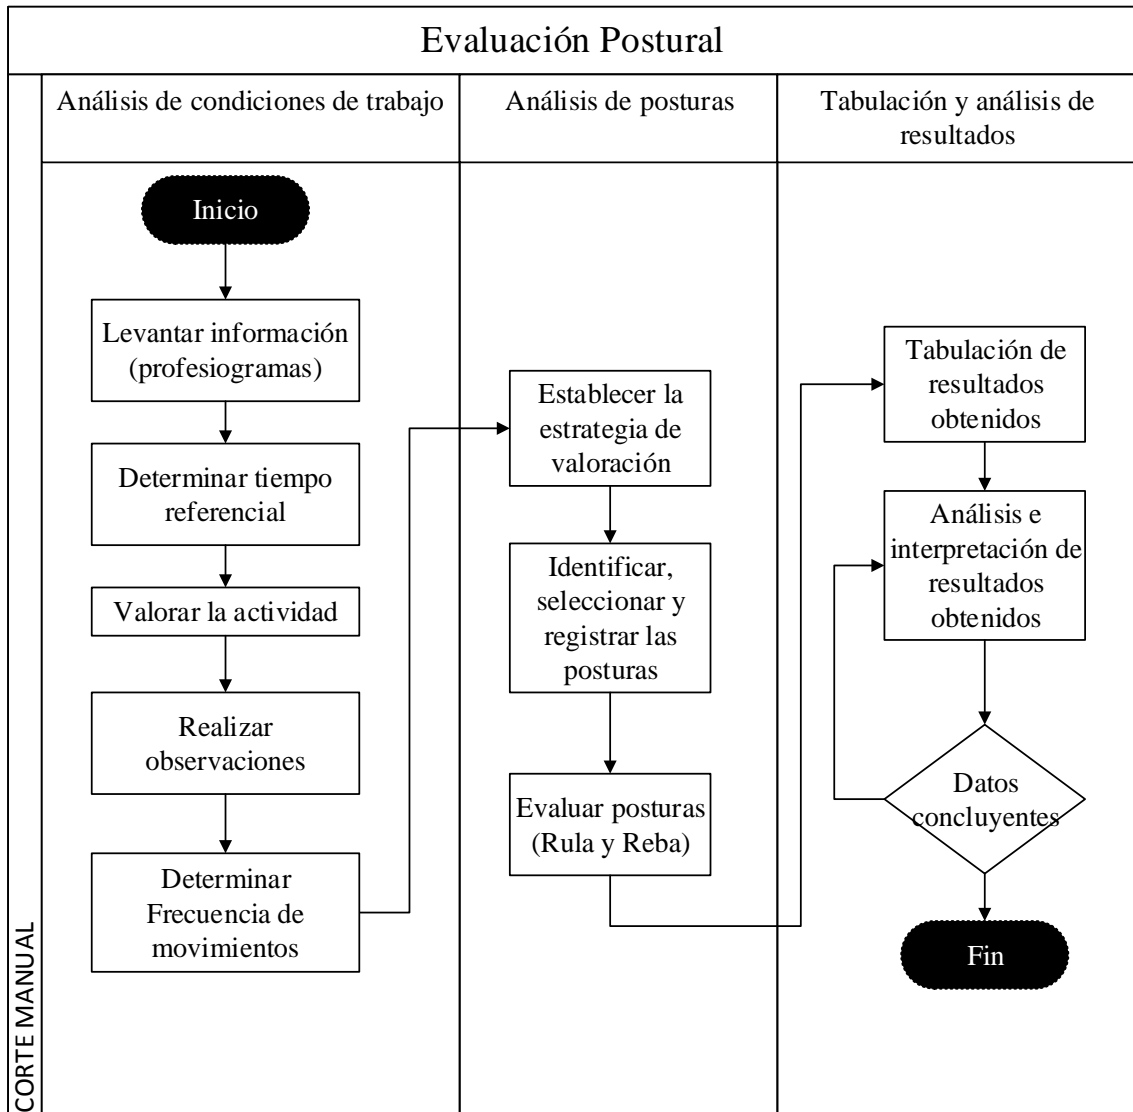 Evaluación Postural
Análisis de condiciones de trabajo
Análisis de posturas
Tabulación y análisis de
resultados
CORTE MANUAL
Inicio
Levantar información
(profesiogramas)
Determinar tiempo
referencial
Valorar la actividad
Realizar
observaciones
Determinar
Frecuencia de
movimientos
Establecer la
estrategia de
valoración
Identificar,
seleccionar y
registrar las
posturas
Evaluar posturas
(Rula y Reba)
Tabulación de
resultados
obtenidos
Análisis e
interpretación de
resultados
obtenidos
Datos
concluyentes
Fin